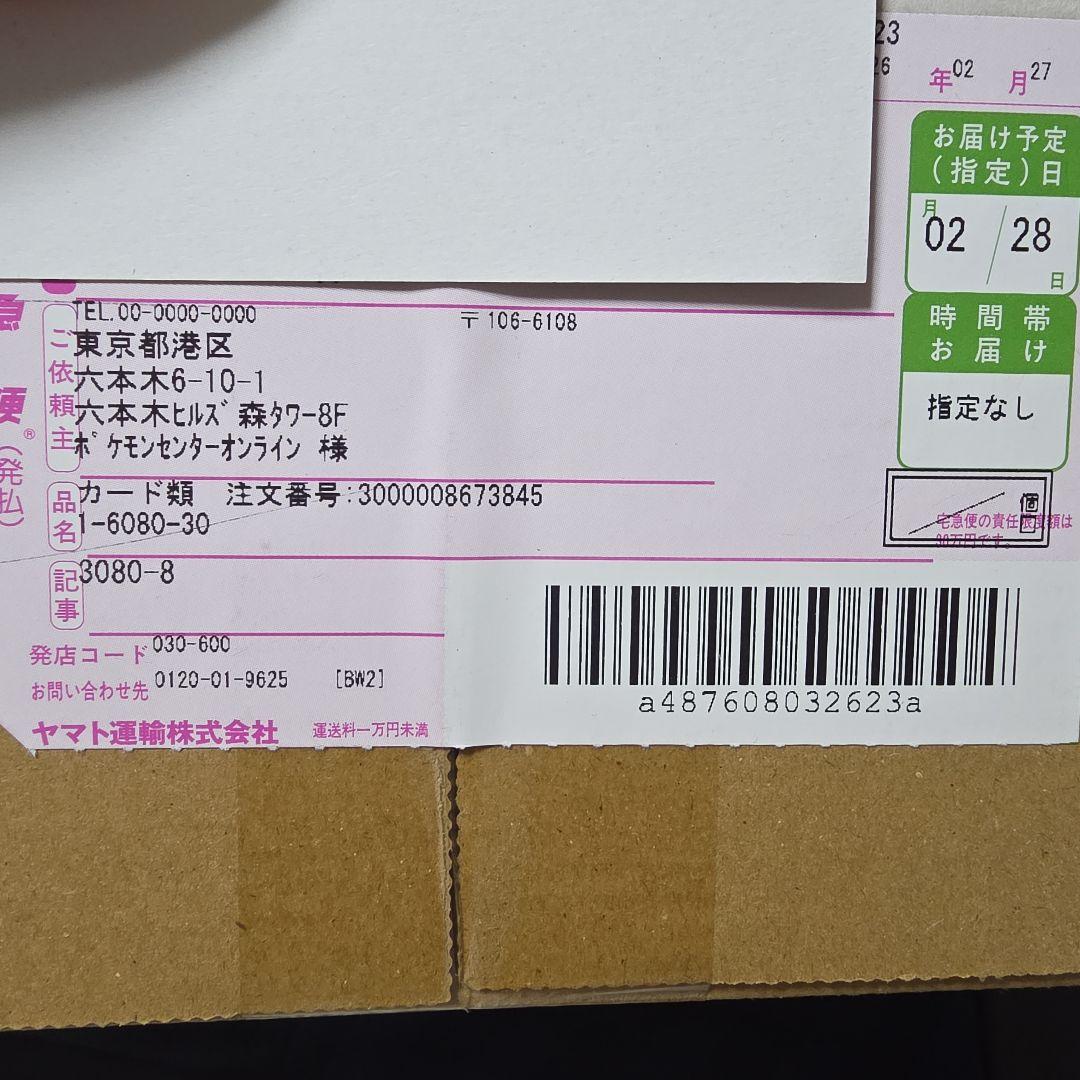 23
26 年02 月27
お届け予定
(指定)日
月
02 / 28
日
時間帯
お届け
指定なし
急
便
®
(発払)
ご依頼主
TEL.00-0000-0000
〒106-6108
東京都港区
六本木6-10-1
六本木ﾋﾙｽﾞ森ﾀﾜｰ8F
ﾎﾟｹﾓﾝｾﾝﾀｰｵﾝﾗｲﾝ 様
品名
カード類 注文番号:3000008673845
1-6080-30
個口
宅急便の責任限度額は
30万円です。
記事
3080-8
発店コード 030-600
お問い合わせ先 0120-01-9625 [BW2]
ヤマト運輸株式会社 運送料一万円未満
a487608032623a